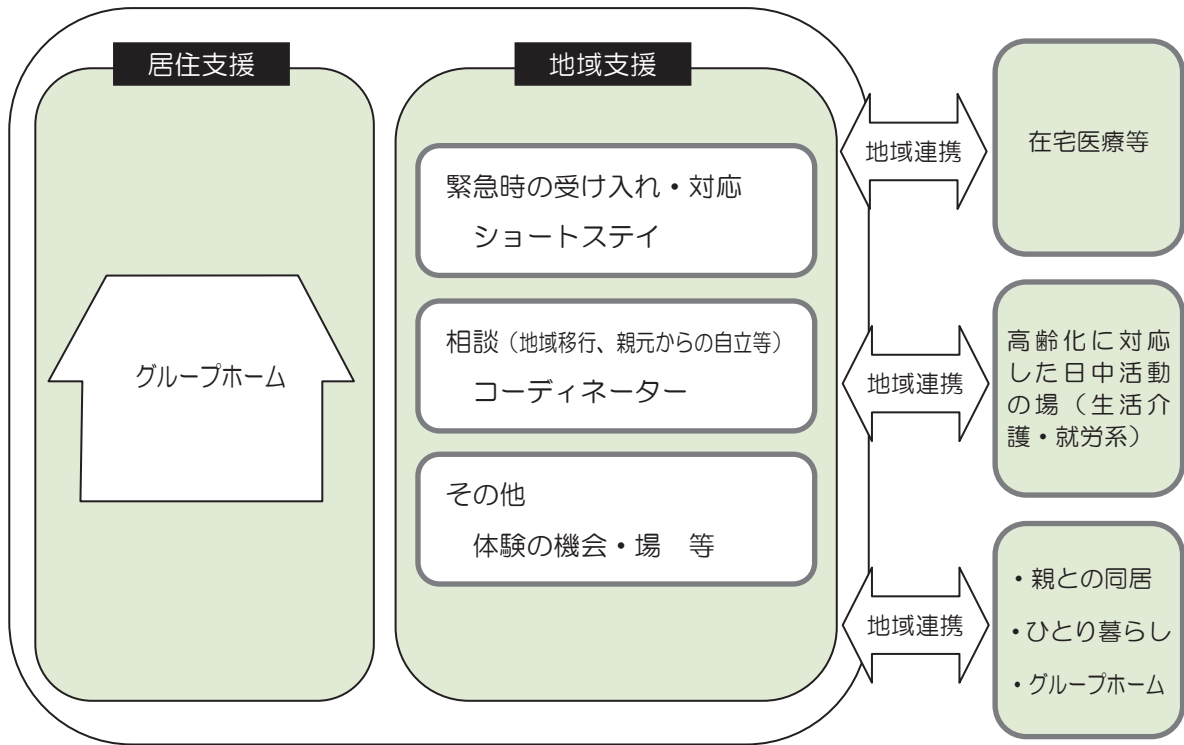 居住支援
グループホーム
地域支援
緊急時の受け入れ・対応
ショートステイ
相談（地域移行、親元からの自立等）
コーディネーター
その他
体験の機会・場　等
地域連携
在宅医療等
地域連携
高齢化に対応
した日中活動
の場（生活介
護・就労系）
地域連携
・親との同居
・ひとり暮らし
・グループホーム